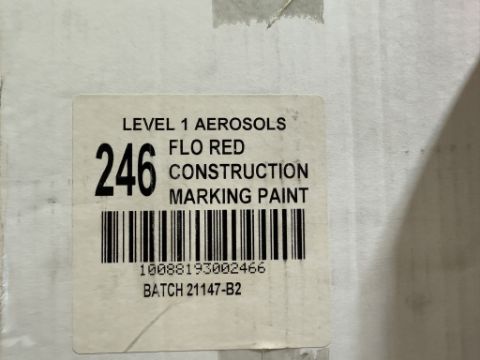 LEVEL 1 AEROSOLS
246 FLO RED
CONSTRUCTION
MARKING PAINT
10088193002466
BATCH 21147-B2